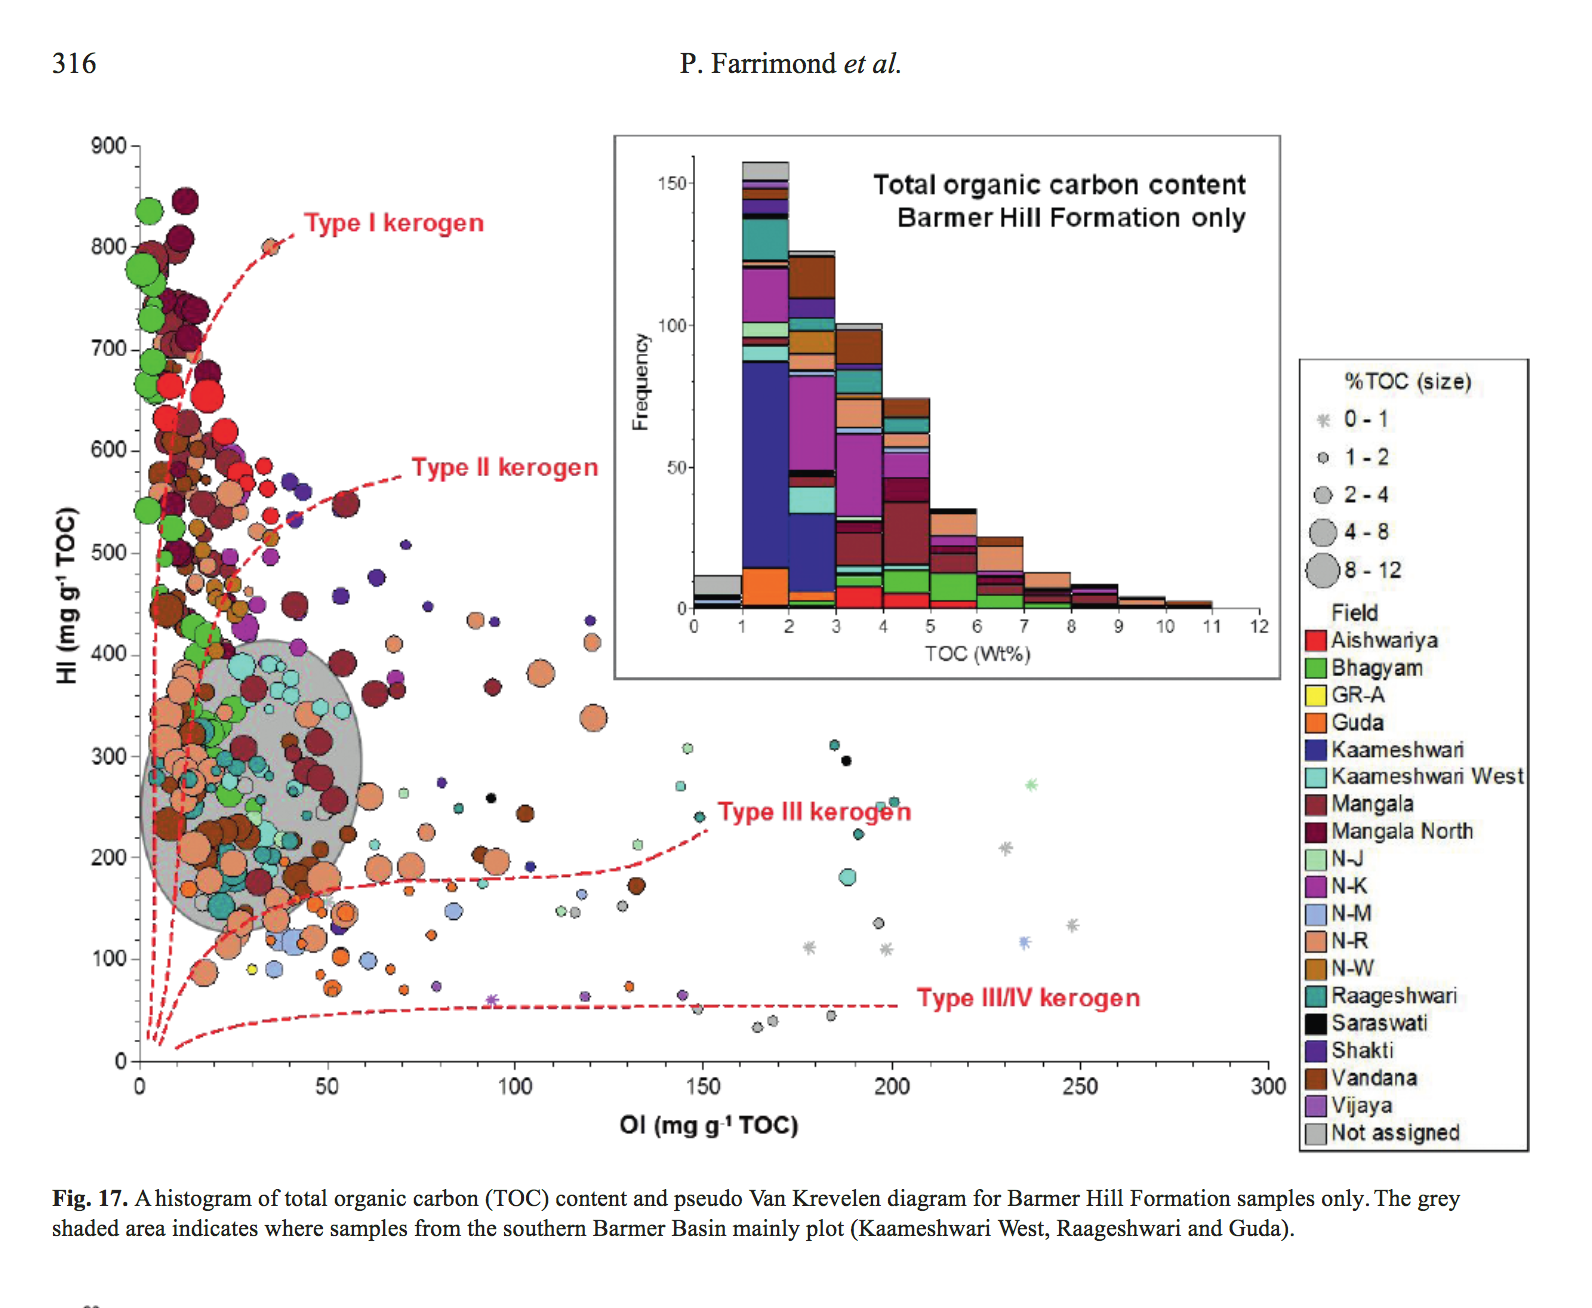 316
P. Farrimond et al.
900
800
700
600
500
400
300
200
100
0
HI (mg g-1 TOC)
0
50
100
150
200
250
300
OI (mg g-1 TOC)
Type I kerogen
Type II kerogen
Type III kerogen
Type III/IV kerogen
Total organic carbon content
Barmer Hill Formation only
150
100
50
0
Frequency
0
1
2
3
4
5
6
7
8
9
10
11
12
TOC (Wt%)
%TOC (size)
0 - 1
1 - 2
2 - 4
4 - 8
8 - 12
Field
Aishwariya
Bhagyam
GR-A
Guda
Kaameshwari
Kaameshwari West
Mangala
Mangala North
N-J
N-K
N-M
N-R
N-W
Raageshwari
Saraswati
Shakti
Vandana
Vijaya
Not assigned
Fig. 17. A histogram of total organic carbon (TOC) content and pseudo Van Krevelen diagram for Barmer Hill Formation samples only. The grey
shaded area indicates where samples from the southern Barmer Basin mainly plot (Kaameshwari West, Raageshwari and Guda).